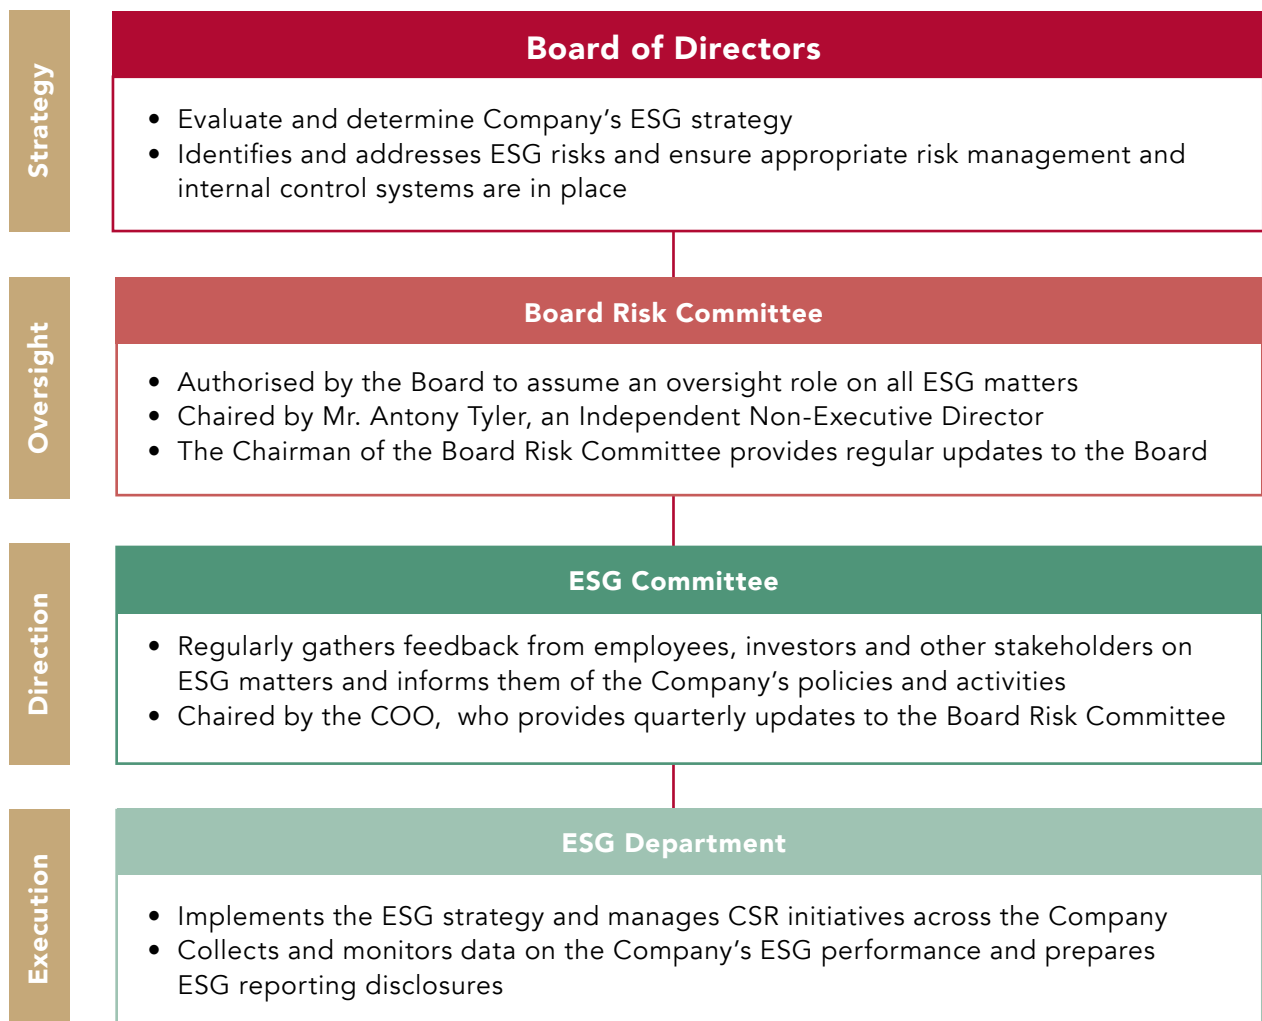 Strategy
Board of Directors
• Evaluate and determine Company’s ESG strategy
• Identifies and addresses ESG risks and ensure appropriate risk management and
internal control systems are in place
Oversight
Board Risk Committee
• Authorised by the Board to assume an oversight role on all ESG matters
• Chaired by Mr. Antony Tyler, an Independent Non-Executive Director
• The Chairman of the Board Risk Committee provides regular updates to the Board
Direction
ESG Committee
• Regularly gathers feedback from employees, investors and other stakeholders on
ESG matters and informs them of the Company’s policies and activities
• Chaired by the COO,  who provides quarterly updates to the Board Risk Committee
Execution
ESG Department
• Implements the ESG strategy and manages CSR initiatives across the Company
• Collects and monitors data on the Company’s ESG performance and prepares
ESG reporting disclosures